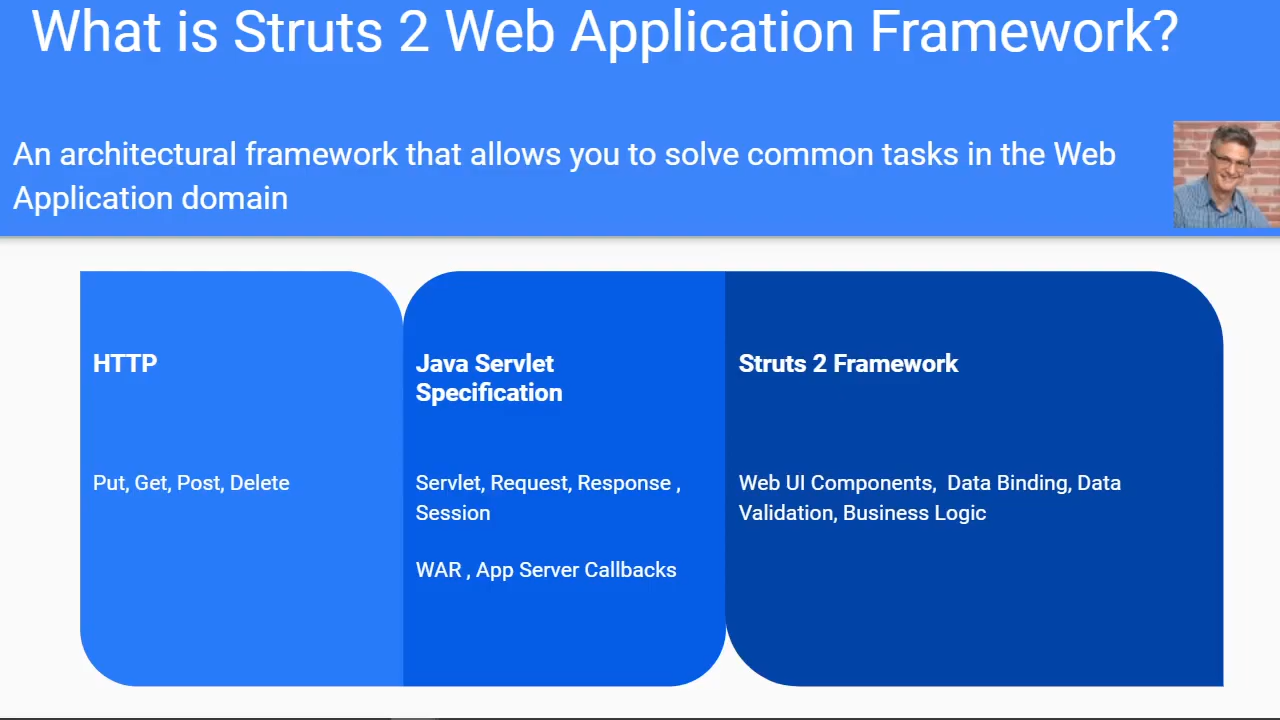 What is Struts 2 Web Application Framework?
An architectural framework that allows you to solve common tasks in the Web
Application domain
HTTP
Put, Get, Post, Delete
Java Servlet
Specification
Servlet, Request, Response ,
Session
WAR , App Server Callbacks
Struts 2 Framework
Web UI Components,  Data Binding, Data
Validation, Business Logic